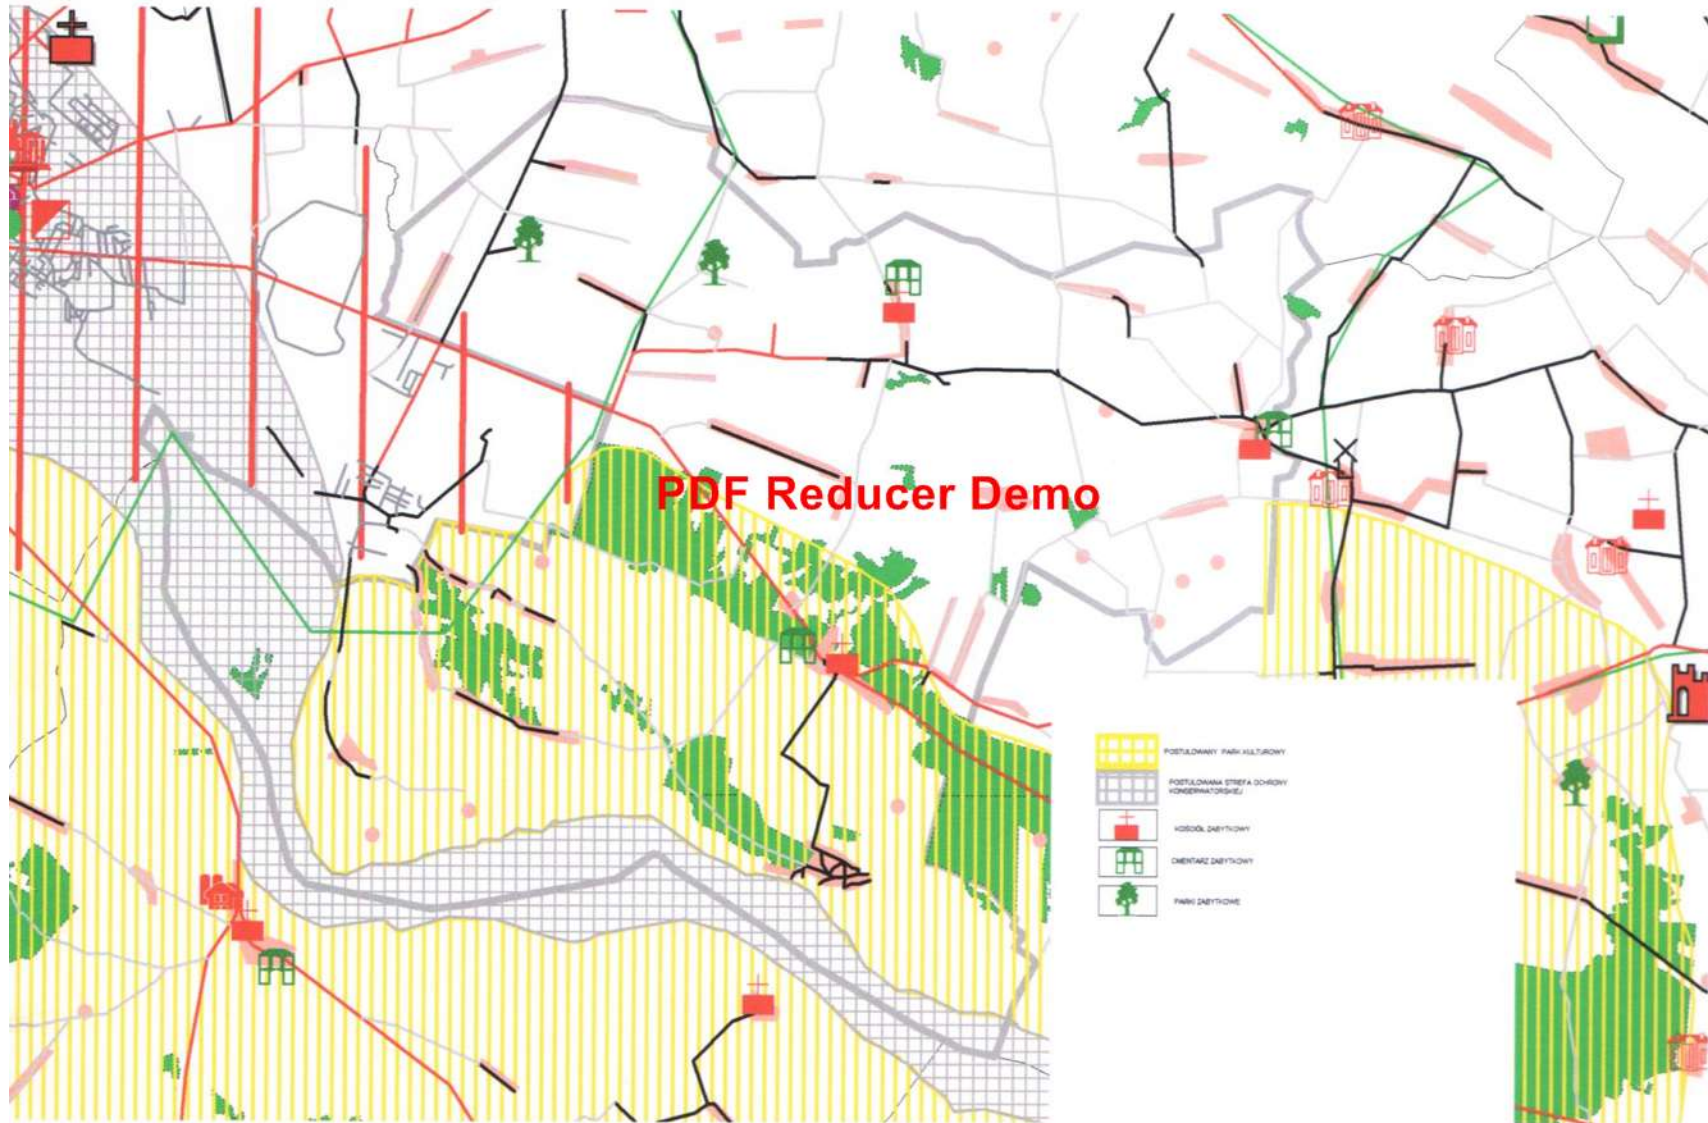 PDF Reducer Demo
POSTULOWANY PARK KULTUROWY
POSTULOWANA STREFA OCHRONY
KONSERWATORSKIEJ
KOŚCIÓŁ ZABYTKOWY
CMENTARZ ZABYTKOWY
PARKI ZABYTKOWE